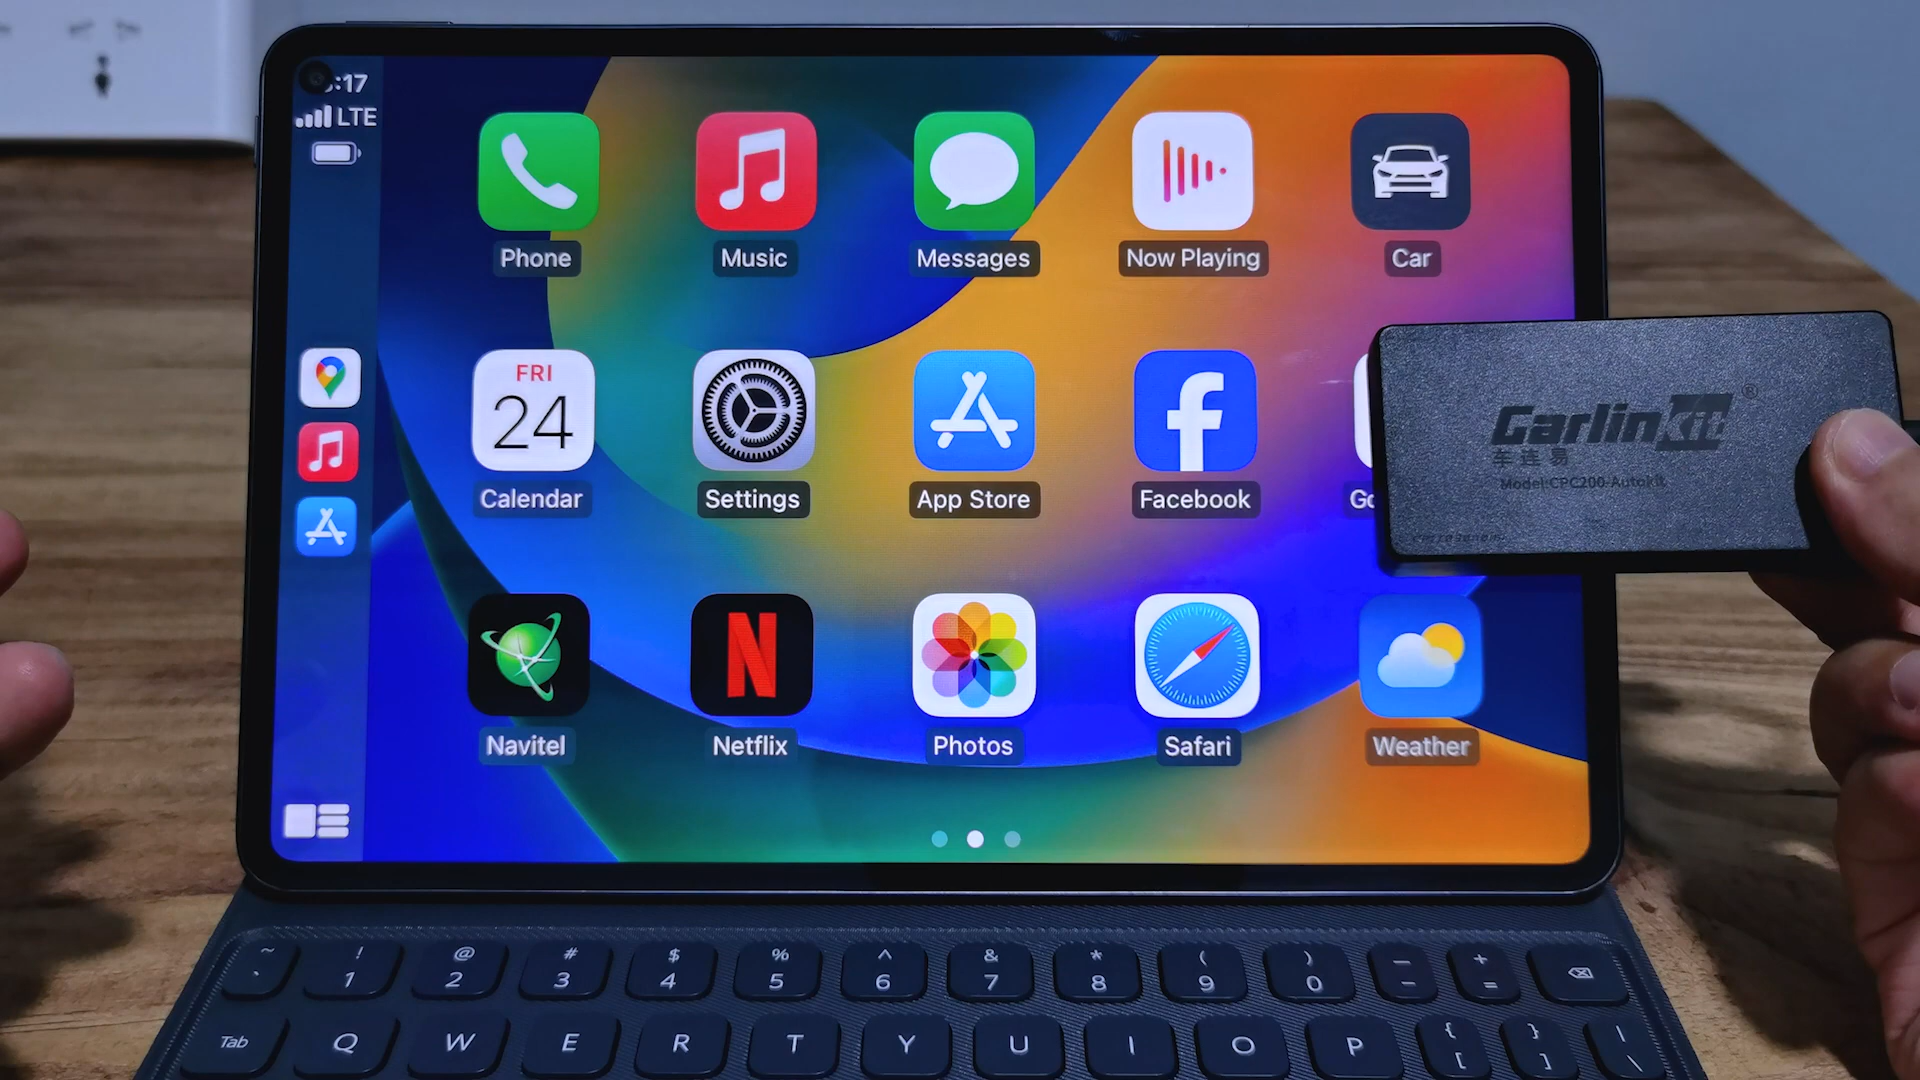 :17
LTE
Phone
Music
Messages
Now Playing
Car
FRI
24
Calendar
Settings
App Store
Facebook
Go
CarlinKit ®
车连易
Model:CPC200-Autokit
Navitel
Netflix
Photos
Safari
Weather
~ ! @ # $ % ^ & * ( ) _ +
` 1 2 3 4 5 6 7 8 9 0 - =
Tab Q W E R T Y U I O P { [ } ] | \